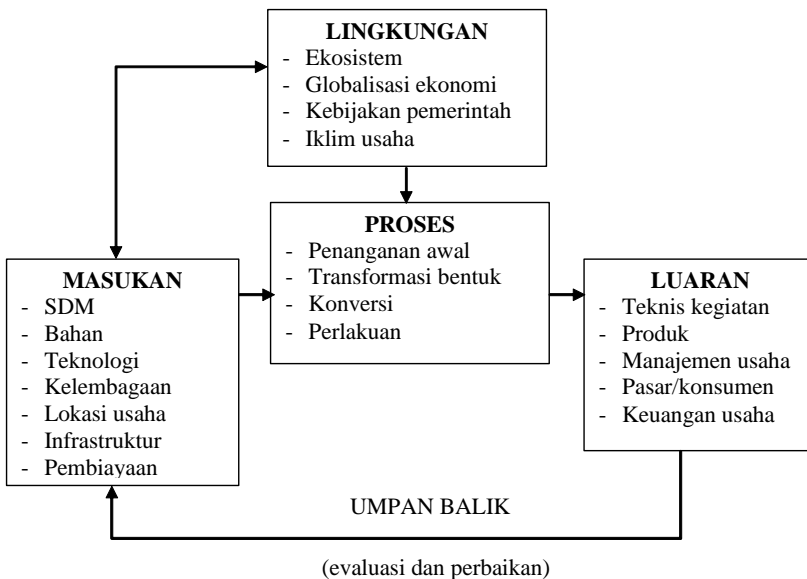 LINGKUNGAN
- Ekosistem
- Globalisasi ekonomi
- Kebijakan pemerintah
- Iklim usaha
PROSES
- Penanganan awal
- Transformasi bentuk
- Konversi
- Perlakuan
MASUKAN
- SDM
- Bahan
- Teknologi
- Kelembagaan
- Lokasi usaha
- Infrastruktur
- Pembiayaan
LUARAN
- Teknis kegiatan
- Produk
- Manajemen usaha
- Pasar/konsumen
- Keuangan usaha
UMPAN BALIK
(evaluasi dan perbaikan)